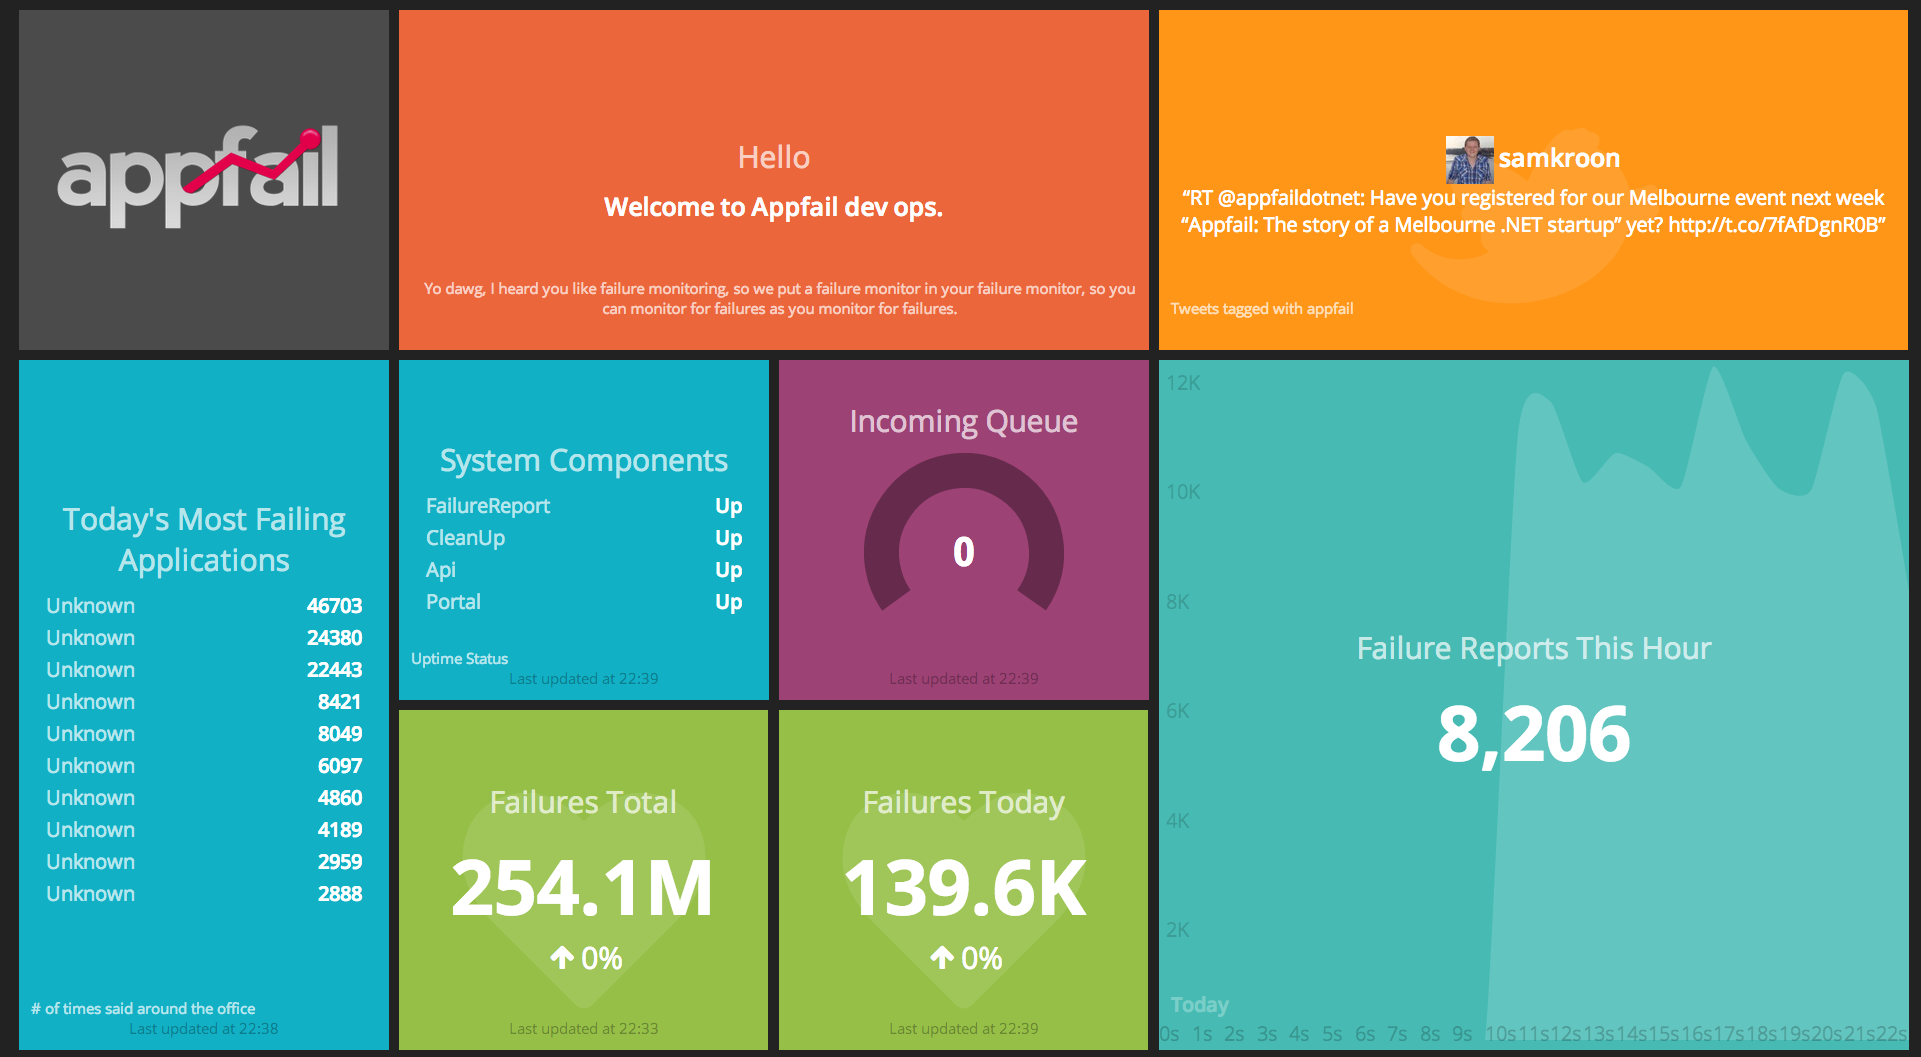 appfail
Hello
Welcome to Appfail dev ops.
Yo dawg, I heard you like failure monitoring, so we put a failure monitor in your failure monitor, so you
can monitor for failures as you monitor for failures.
samkroon
“RT @appfaildotnet: Have you registered for our Melbourne event next week
“Appfail: The story of a Melbourne .NET startup” yet? http://t.co/7fAfDgnR0B”
Tweets tagged with appfail
Today's Most Failing
Applications
Unknown 46703
Unknown 24380
Unknown 22443
Unknown 8421
Unknown 8049
Unknown 6097
Unknown 4860
Unknown 4189
Unknown 2959
Unknown 2888
# of times said around the office
Last updated at 22:38
System Components
FailureReport Up
CleanUp Up
Api Up
Portal Up
Uptime Status
Last updated at 22:39
Incoming Queue
0
Last updated at 22:39
Failures Total
254.1M
↑ 0%
Last updated at 22:33
Failures Today
139.6K
↑ 0%
Last updated at 22:39
12K
10K
8K
Failure Reports This Hour
6K
8,206
4K
2K
Today
0s 1s 2s 3s 4s 5s 6s 7s 8s 9s 10s 11s 12s 13s 14s 15s 16s 17s 18s 19s 20s 21s 22s